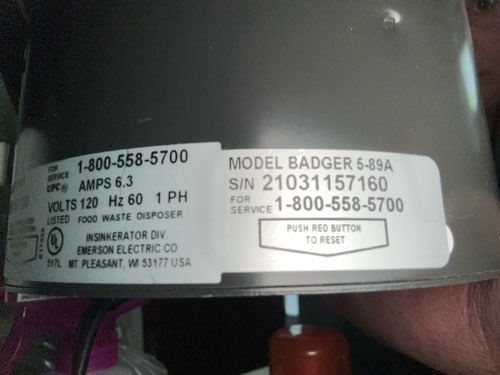 FOR SERVICE 1-800-558-5700
UPC® AMPS 6.3
VOLTS 120 Hz 60 1 PH
LISTED FOOD WASTE DISPOSER
UL
517L
INSINKERATOR DIV
EMERSON ELECTRIC CO
MT. PLEASANT, WI 53177 USA
MODEL BADGER 5-89A
S/N 21031157160
FOR SERVICE 1-800-558-5700
PUSH RED BUTTON
TO RESET